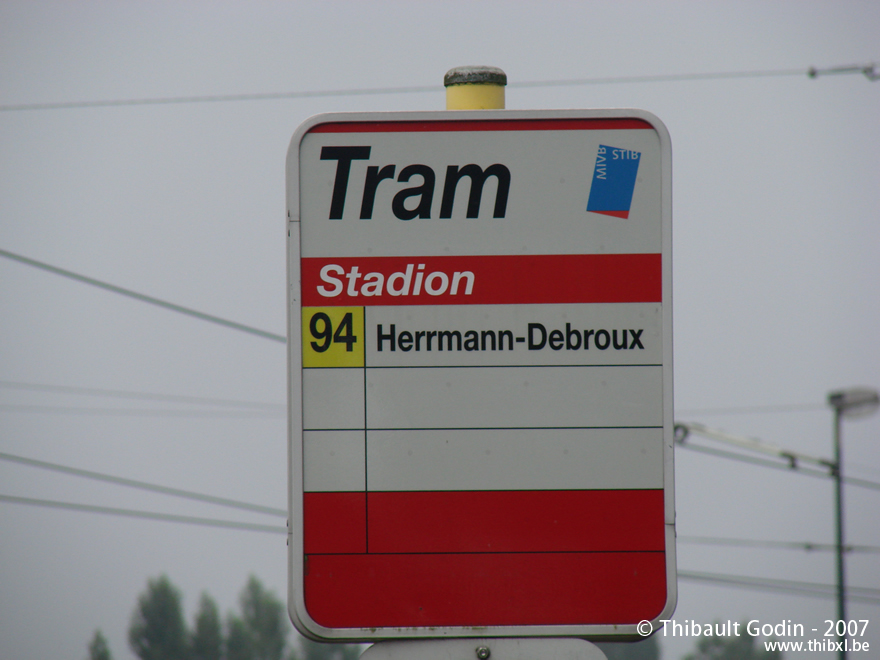 Tram
MIVB STIB
Stadion
94 Herrmann-Debroux
© Thibault Godin - 2007
www.thibxl.be